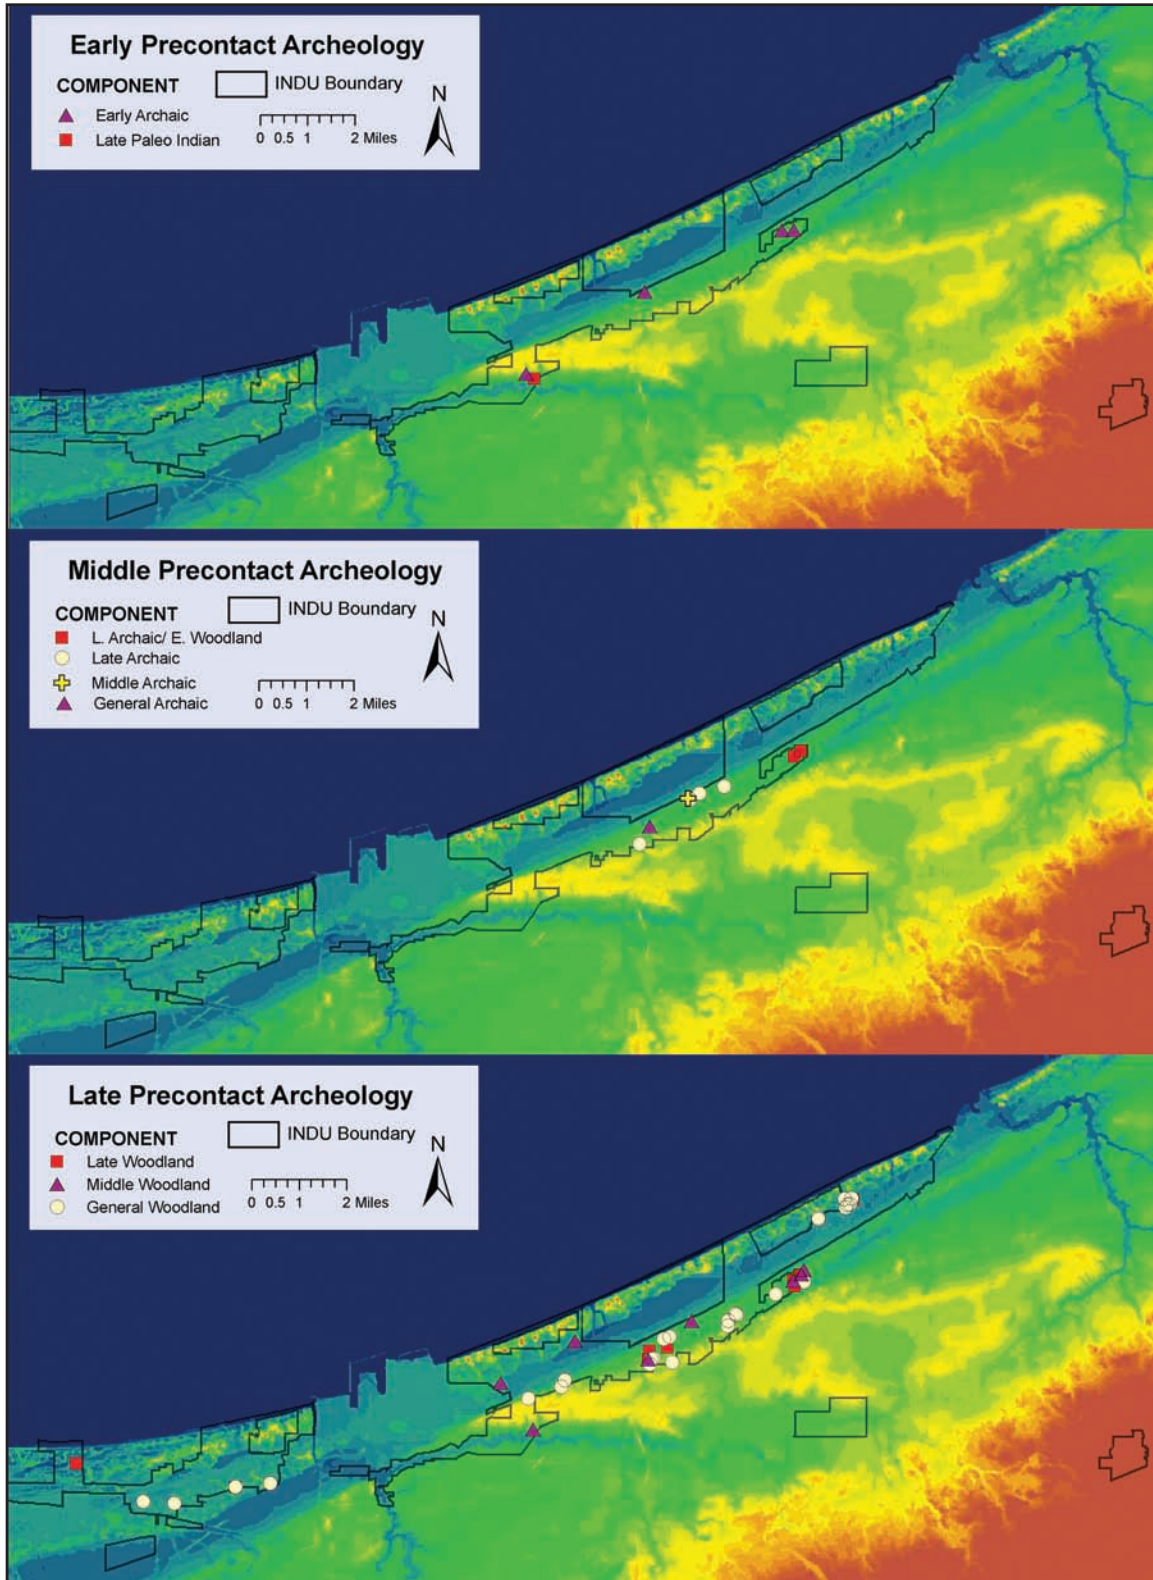 Early Precontact Archeology
COMPONENT
INDU Boundary
Early Archaic
Late Paleo Indian
0 0.5 1 2 Miles
N
Middle Precontact Archeology
COMPONENT
INDU Boundary
L. Archaic/ E. Woodland
Late Archaic
Middle Archaic
General Archaic
0 0.5 1 2 Miles
N
Late Precontact Archeology
COMPONENT
INDU Boundary
Late Woodland
Middle Woodland
General Woodland
0 0.5 1 2 Miles
N